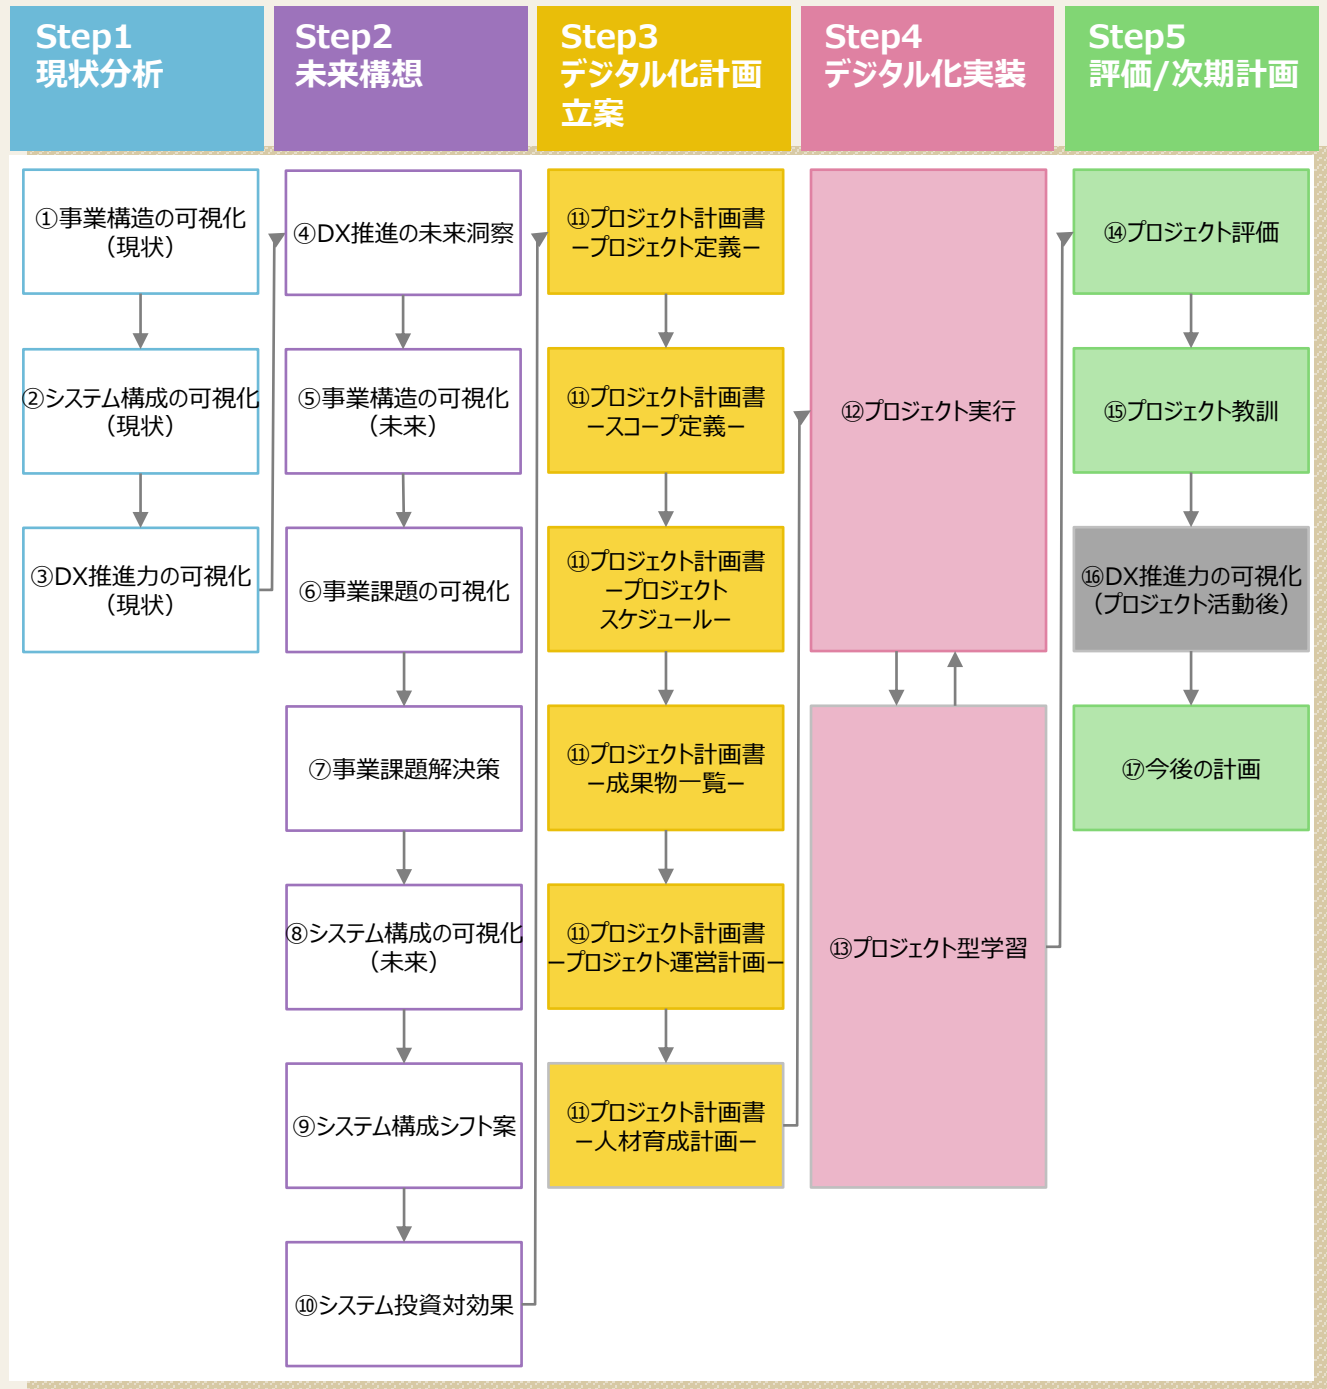 Step1
現状分析
①事業構造の可視化
（現状）
②システム構成の可視化
（現状）
③DX推進力の可視化
（現状）
Step2
未来構想
④DX推進の未来洞察
⑤事業構造の可視化
（未来）
⑥事業課題の可視化
⑦事業課題解決策
⑧システム構成の可視化
（未来）
⑨システム構成シフト案
⑩システム投資対効果
Step3
デジタル化計画
立案
⑪プロジェクト計画書
－プロジェクト定義－
⑪プロジェクト計画書
－スコープ定義－
⑪プロジェクト計画書
－プロジェクト
スケジュール－
⑪プロジェクト計画書
－成果物一覧－
⑪プロジェクト計画書
－プロジェクト運営計画－
⑪プロジェクト計画書
－人材育成計画－
Step4
デジタル化実装
⑫プロジェクト実行
⑬プロジェクト型学習
Step5
評価/次期計画
⑭プロジェクト評価
⑮プロジェクト教訓
⑯DX推進力の可視化
（プロジェクト活動後）
⑰今後の計画